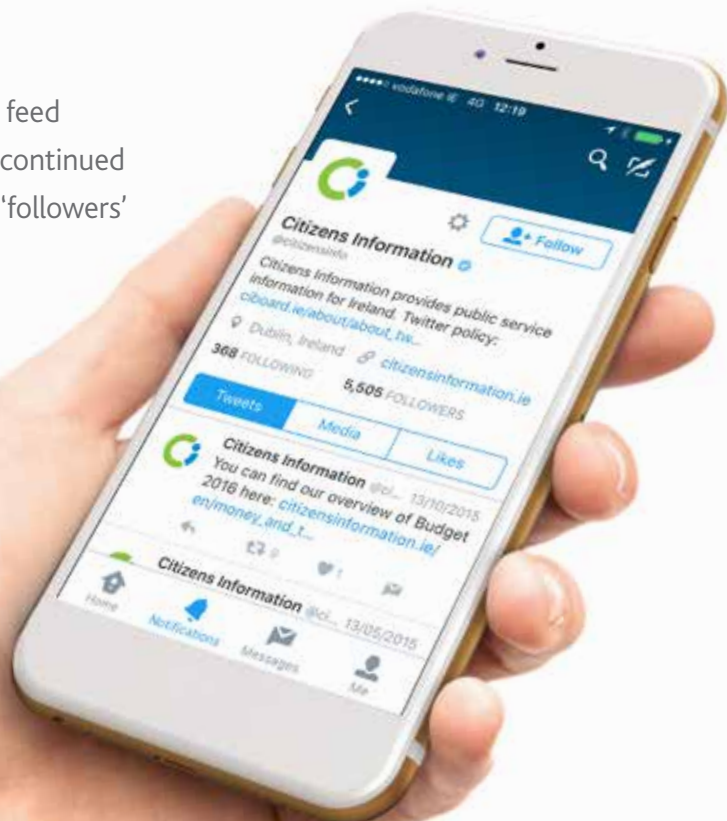 feed
continued
'followers'
vodafone IE 4G 12:19
Follow
Citizens Information
@citizensinfo
Citizens Information provides public service
information for Ireland. Twitter policy:
ciboard.ie/about/about_tw...
Dublin, Ireland citizensinformation.ie
368 FOLLOWING 5,505 FOLLOWERS
Tweets Media Likes
Citizens Information @ci_ 13/10/2015
You can find our overview of Budget
2016 here: citizensinformation.ie/
en/money_and_t...
1
Citizens Information @ci_ 13/05/2015
Home Notifications Messages Me